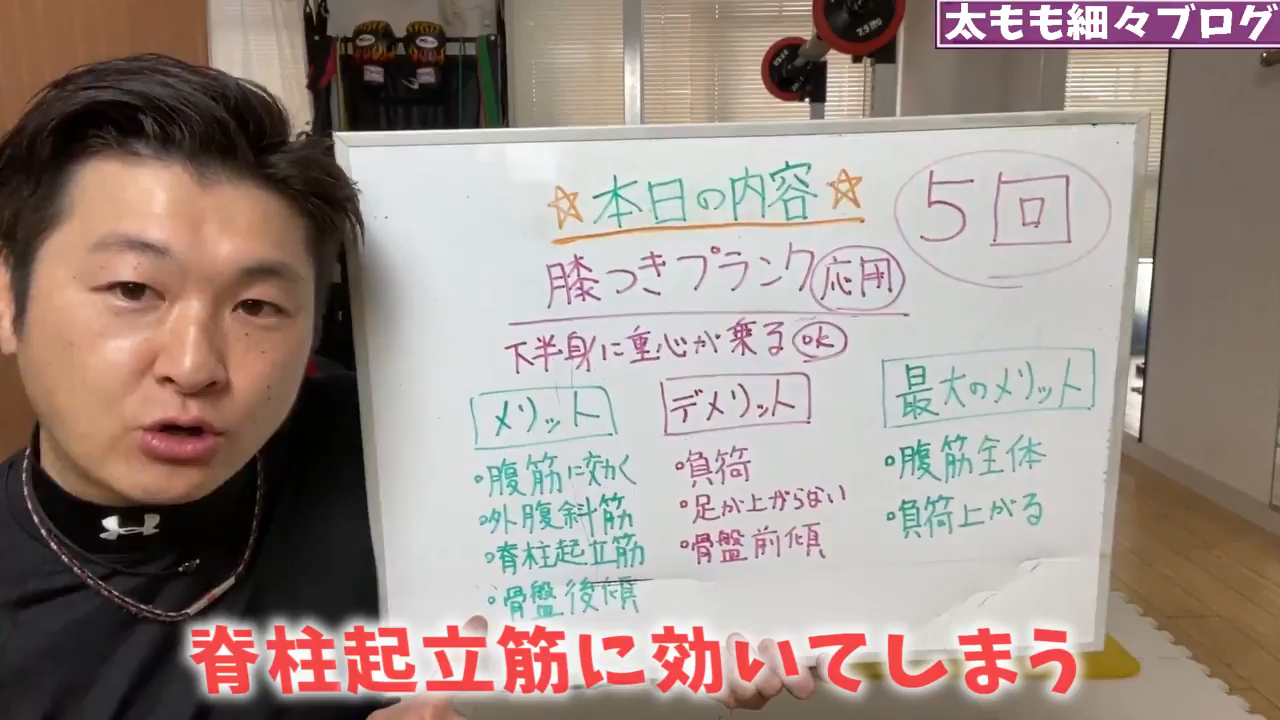 太もも細々ブログ
☆本日の内容☆
5回
膝つきプランク応用
下半身に重心が乗るOK
メリット
・腹筋に効く
・外腹斜筋
・脊柱起立筋
・骨盤後傾
デメリット
・負荷
・足が上がらない
・骨盤前傾
最大のメリット
・腹筋全体
・負荷上がる
脊柱起立筋に効いてしまう